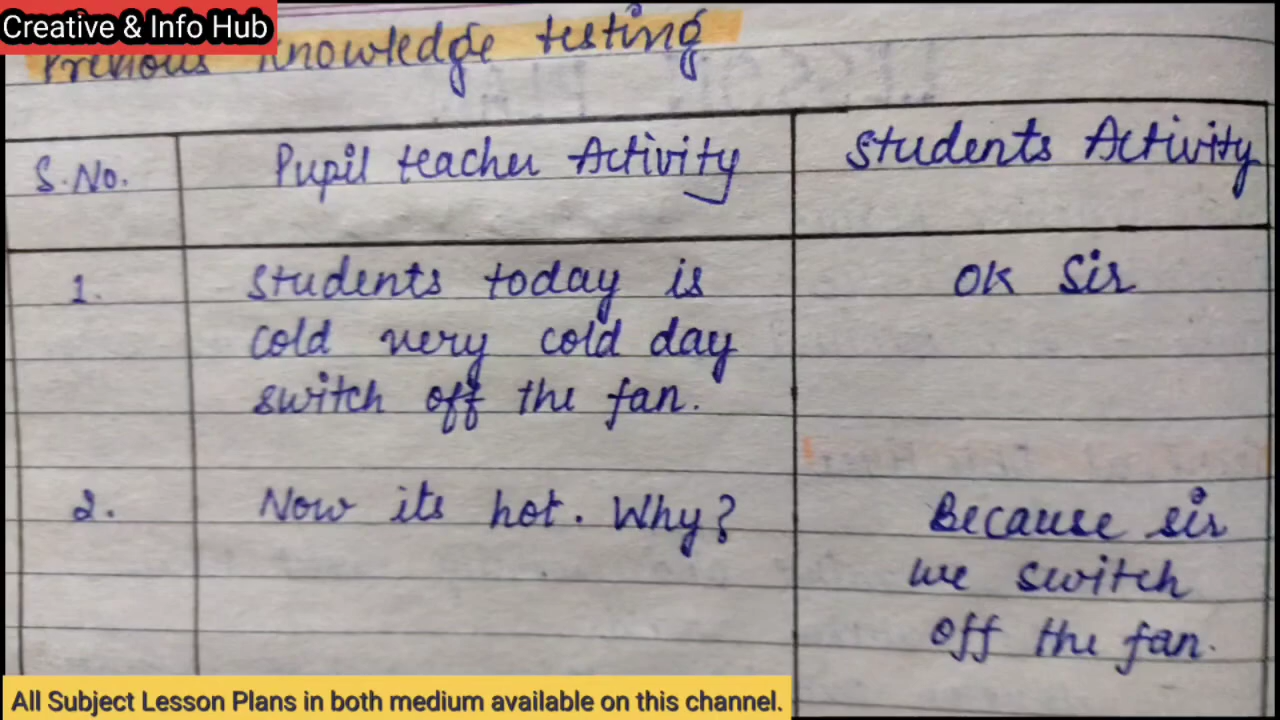 Creative & Info Hub
Previous Knowledge testing
S.No.
Pupil teacher Activity
Students Activity
1.
Students today is
cold very cold day
switch off the fan.
OK Sir
2.
Now its hot. Why?
Because sir
we switch
off the fan.
All Subject Lesson Plans in both medium available on this channel.